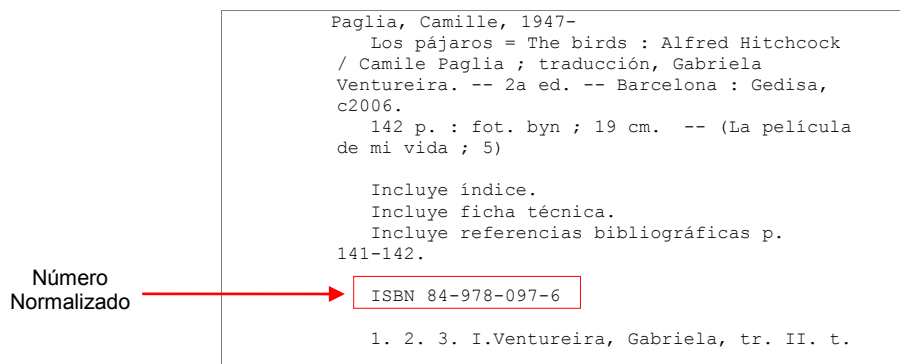 Paglia, Camille, 1947-
Los pájaros = The birds : Alfred Hitchcock
/ Camile Paglia ; traducción, Gabriela
Ventureira. -- 2a ed. -- Barcelona : Gedisa,
c2006.
142 p. : fot. byn ; 19 cm. -- (La película
de mi vida ; 5)
Incluye índice.
Incluye ficha técnica.
Incluye referencias bibliográficas p.
141-142.
Número
Normalizado
ISBN 84-978-097-6
1. 2. 3. I.Ventureira, Gabriela, tr. II. t.